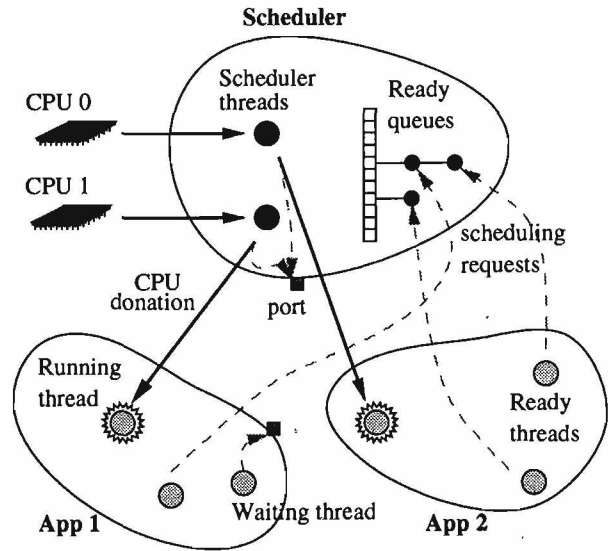 Scheduler
CPU 0
Scheduler
threads
Ready
queues
CPU 1
scheduling
requests
CPU
donation
port
Running
thread
Ready
threads
Waiting thread
App 1
App 2